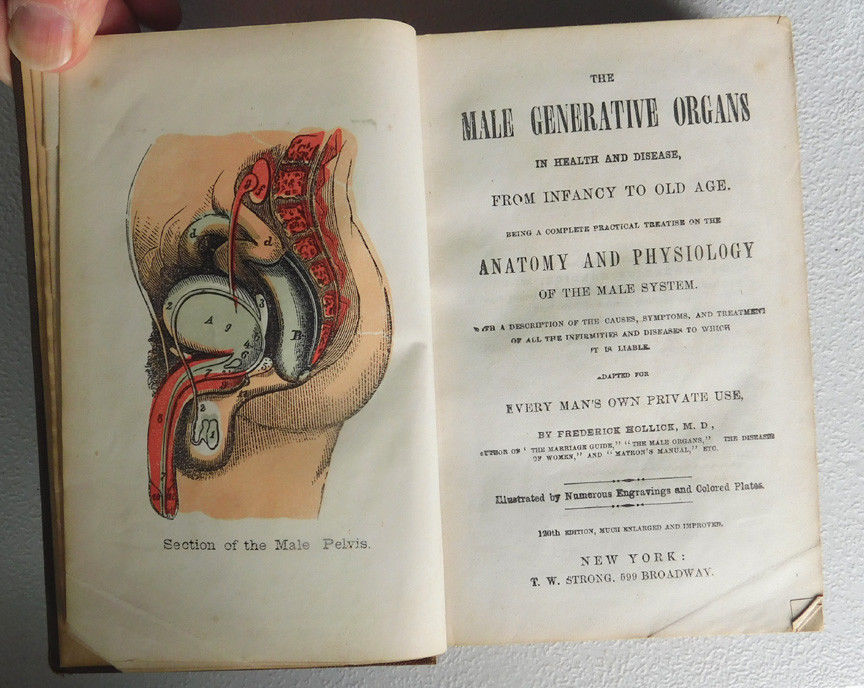 Section of the Male Pelvis.
THE
MALE GENERATIVE ORGANS
IN HEALTH AND DISEASE,
FROM INFANCY TO OLD AGE.
BEING A COMPLETE PRACTICAL TREATISE ON THE
ANATOMY AND PHYSIOLOGY
OF THE MALE SYSTEM.
A DESCRIPTION OF THE CAUSES, SYMPTOMS, AND TREATMENT
OF ALL THE INFIRMITIES AND DISEASES TO WHICH
IT IS LIABLE.
ADAPTED FOR
EVERY MAN'S OWN PRIVATE USE,
BY FREDERICK HOLLICK, M. D.,
AUTHOR OF "THE MARRIAGE GUIDE," "THE MALE ORGANS," THE DISEASES
OF WOMEN," AND "MATRON'S MANUAL," ETC.
Illustrated by Numerous Engravings and Colored Plates.
120th EDITION, MUCH ENLARGED AND IMPROVED.
NEW YORK:
T. W. STRONG, 599 BROADWAY.
d
d
2
A
g
3
B